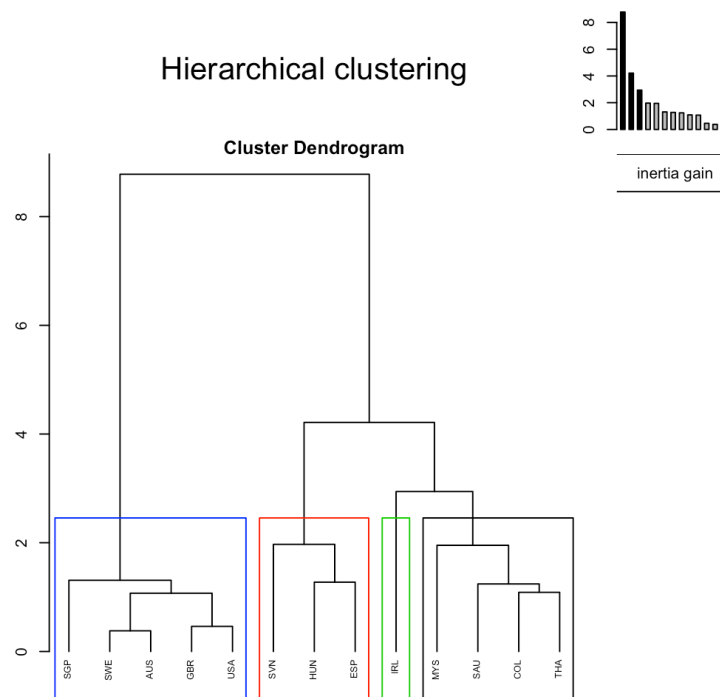 Hierarchical clustering
8
6
4
2
0
inertia gain
Cluster Dendrogram
8
6
4
2
0
SGP
SWE
AUS
GBR
USA
SVN
HUN
ESP
IRL
MYS
SAU
COL
THA